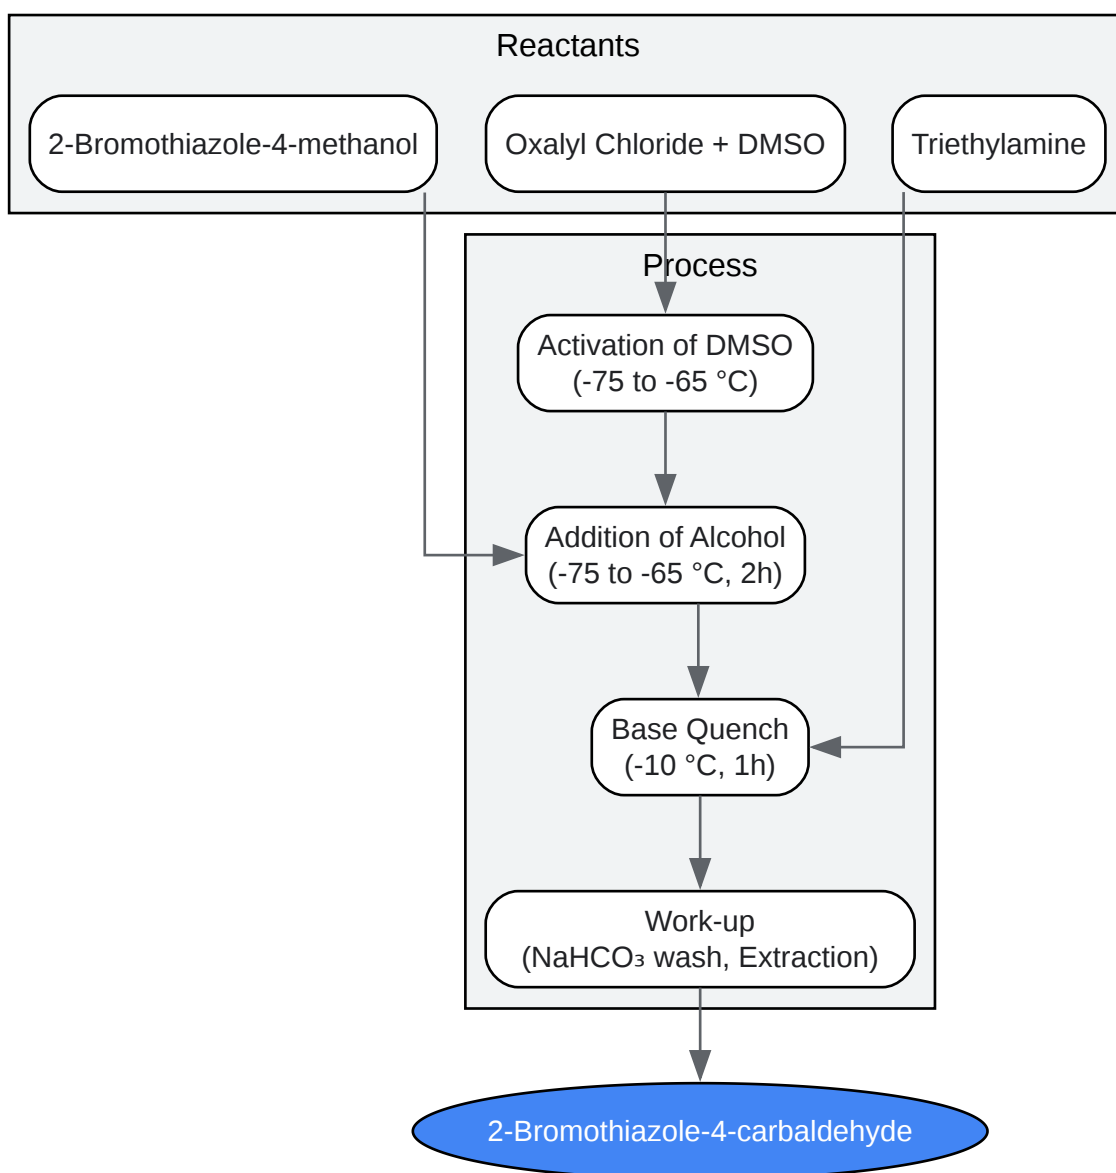 Reactants
2-Bromothiazole-4-methanol
Oxalyl Chloride + DMSO
Triethylamine
Process
Activation of DMSO
(-75 to -65 °C)
Addition of Alcohol
(-75 to -65 °C, 2h)
Base Quench
(-10 °C, 1h)
Work-up
(NaHCO₃ wash, Extraction)
2-Bromothiazole-4-carbaldehyde